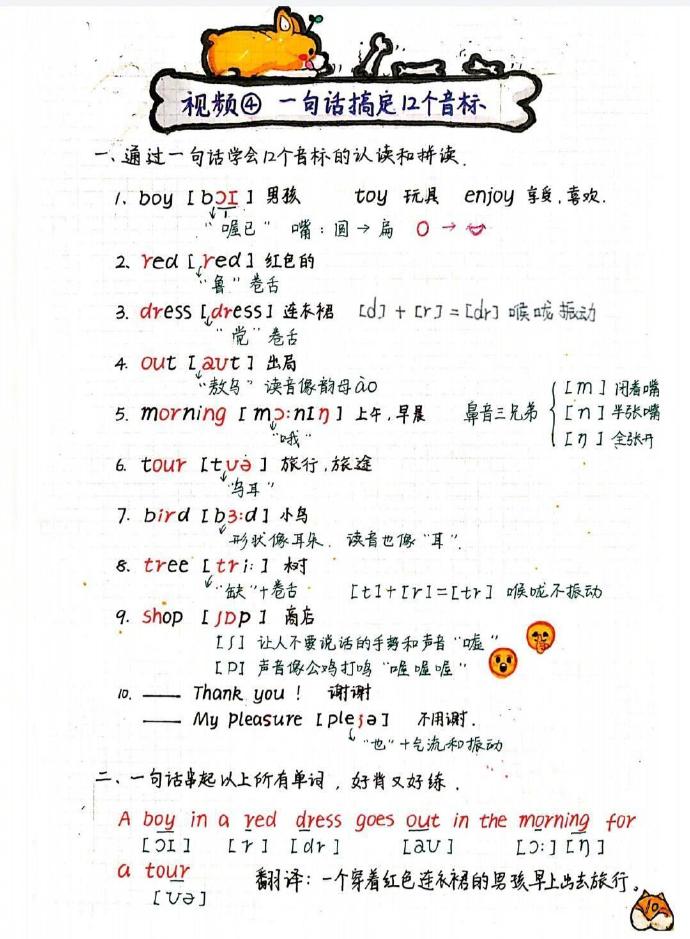 视频④ 一句话搞定12个音标
一、通过一句话学会12个音标的认读和拼读.
1. boy [bɔɪ] 男孩 toy 玩具 enjoy 享受,喜欢.
"喔已" 嘴:圆→扁 O →
2. red [red] 红色的
"鲁"卷舌
3. dress [dress] 连衣裙 [d]+[r]=[dr] 喉咙振动
"觉"卷舌
4. out [aʊt] 出局
"敖乌" 读音像韵母ào
5. morning [mɔ:nɪŋ] 上午,早晨 鼻音三兄弟 { [m] 闭着嘴
"哦" [n] 半张嘴
[ŋ] 全张开
6. tour [tʊə] 旅行,旅途
"乌耳"
7. bird [bɜ:d] 小鸟
形状像耳朵. 读音也像"耳".
8. tree [tri:] 树
"缺"+卷舌 [t]+[r]=[tr] 喉咙不振动
9. shop [ʃɒp] 商店
[ʃ] 让人不要说话的手势和声音"嘘"
[ɒ] 声音像公鸡打鸣"喔喔喔"
10. —— Thank you! 谢谢
—— My pleasure [pleʒə] 不用谢.
"也"+气流和振动
二、一句话串起以上所有单词,好背又好练.
A boy in a red dress goes out in the morning for
[ɔɪ] [r] [dr] [aʊ] [ɔ:] [ŋ]
a tour 翻译:一个穿着红色连衣裙的男孩早上出去旅行。
[ʊə]
10